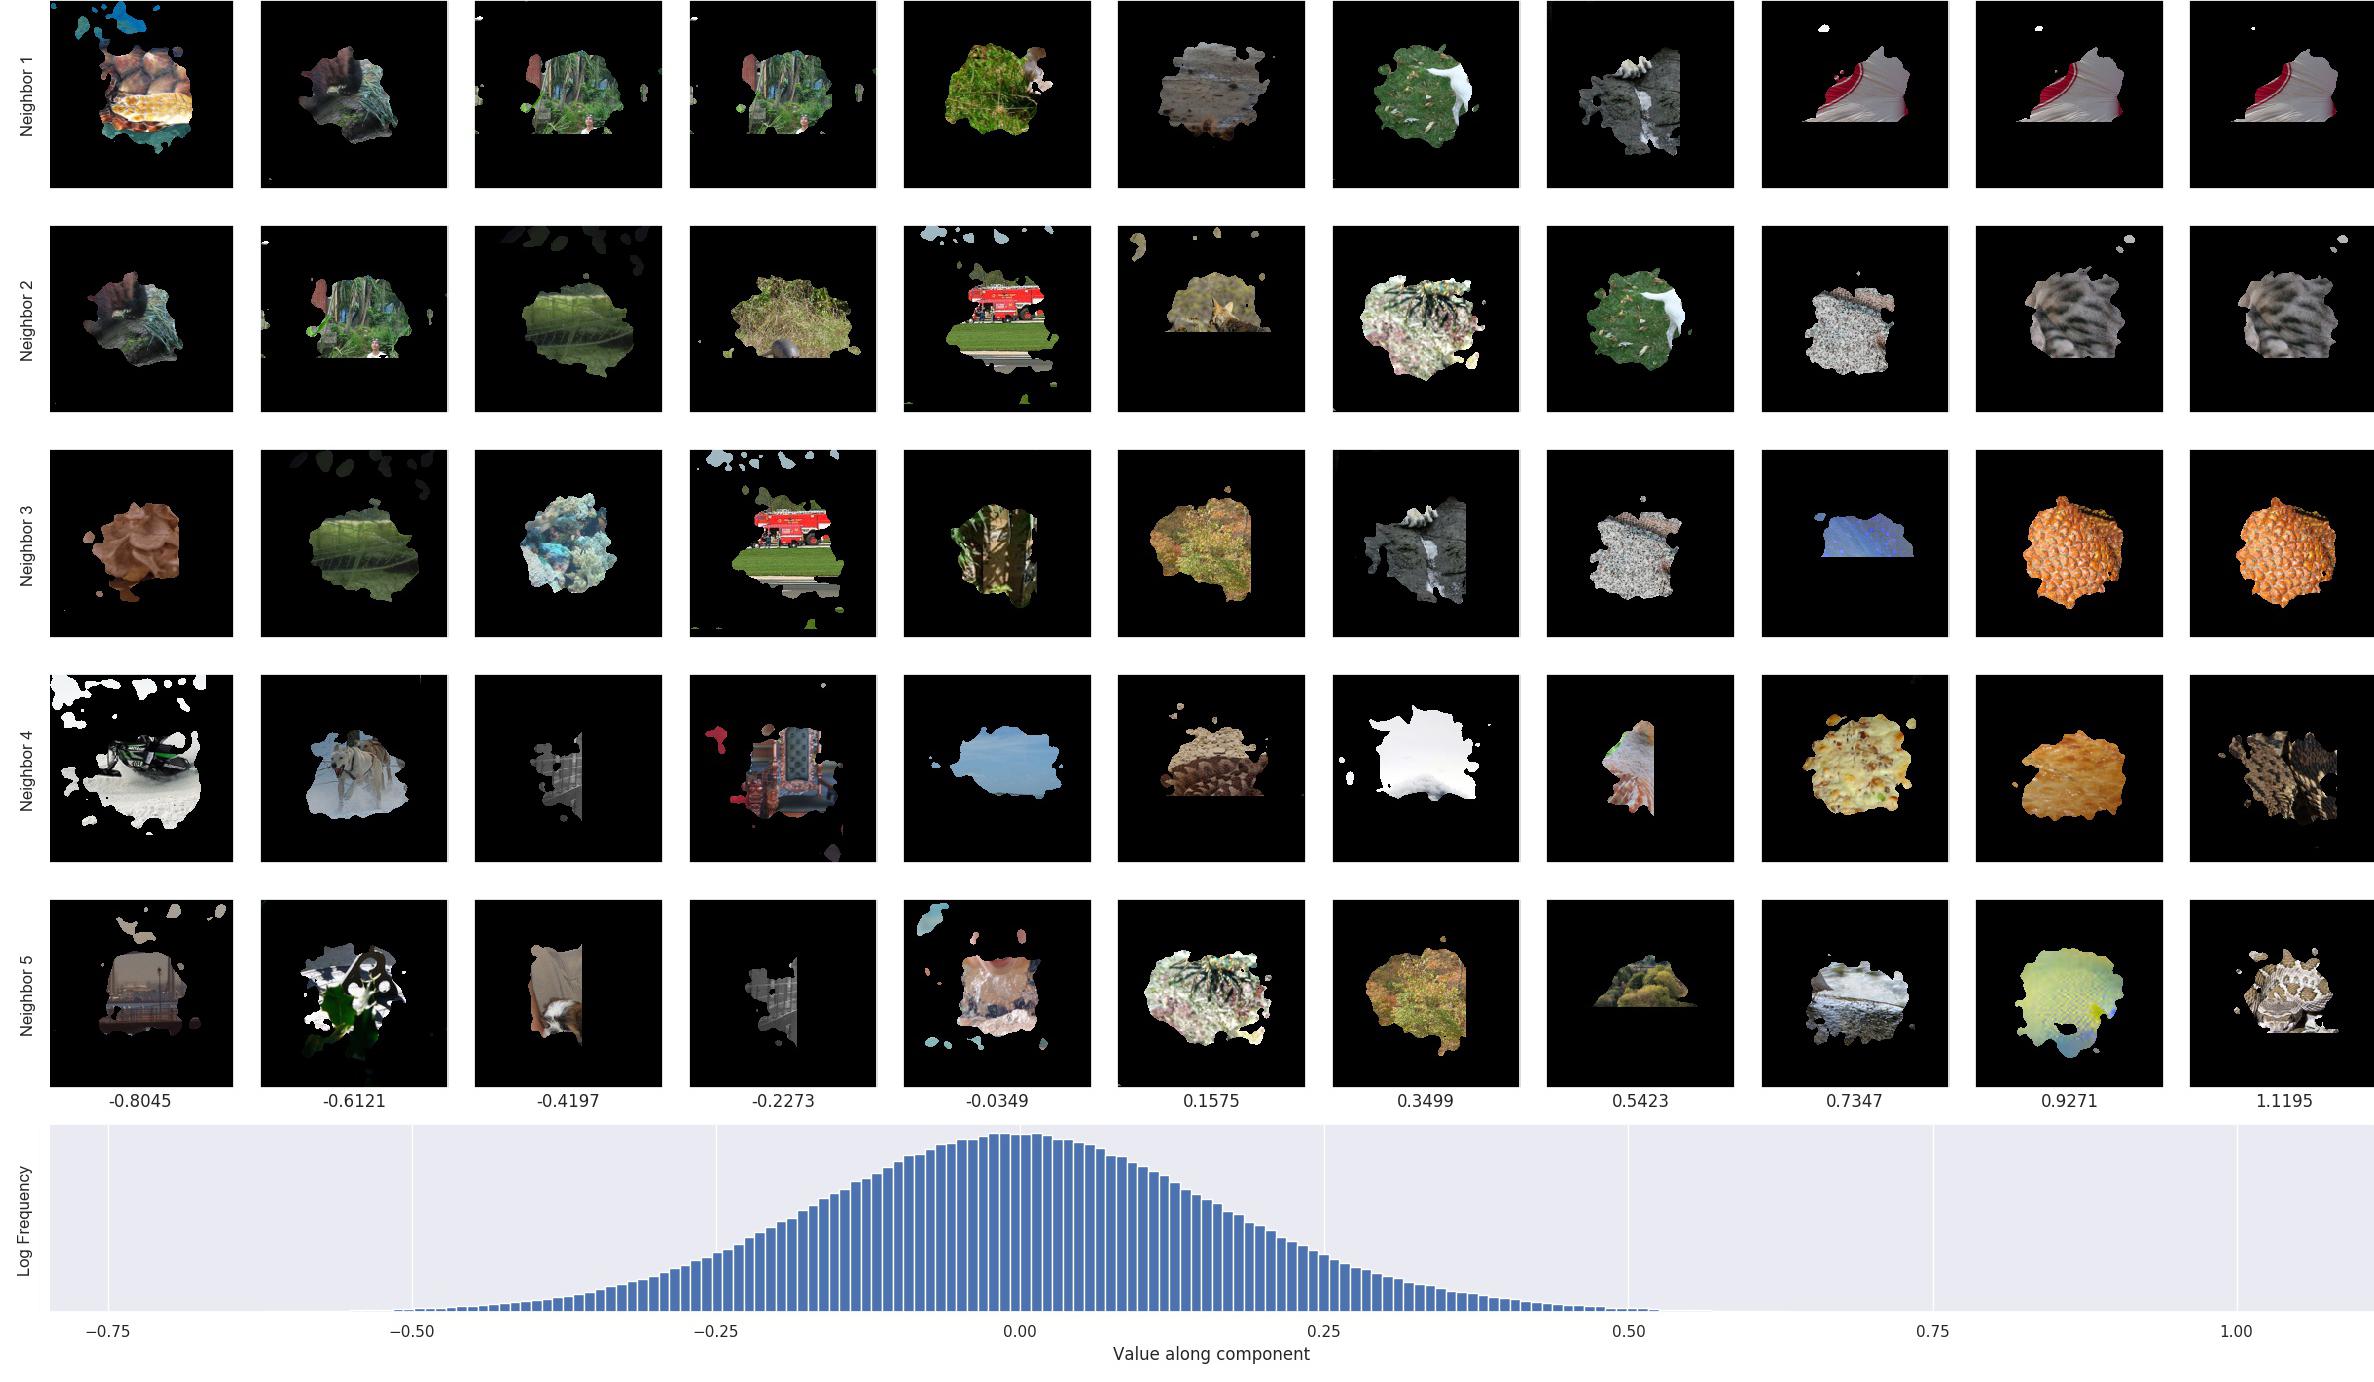 Neighbor 1
Neighbor 2
Neighbor 3
Neighbor 4
Neighbor 5
-0.8045 -0.6121 -0.4197 -0.2273 -0.0349 0.1575 0.3499 0.5423 0.7347 0.9271 1.1195
Log Frequency
−0.75 −0.50 −0.25 0.00 0.25 0.50 0.75 1.00
Value along component